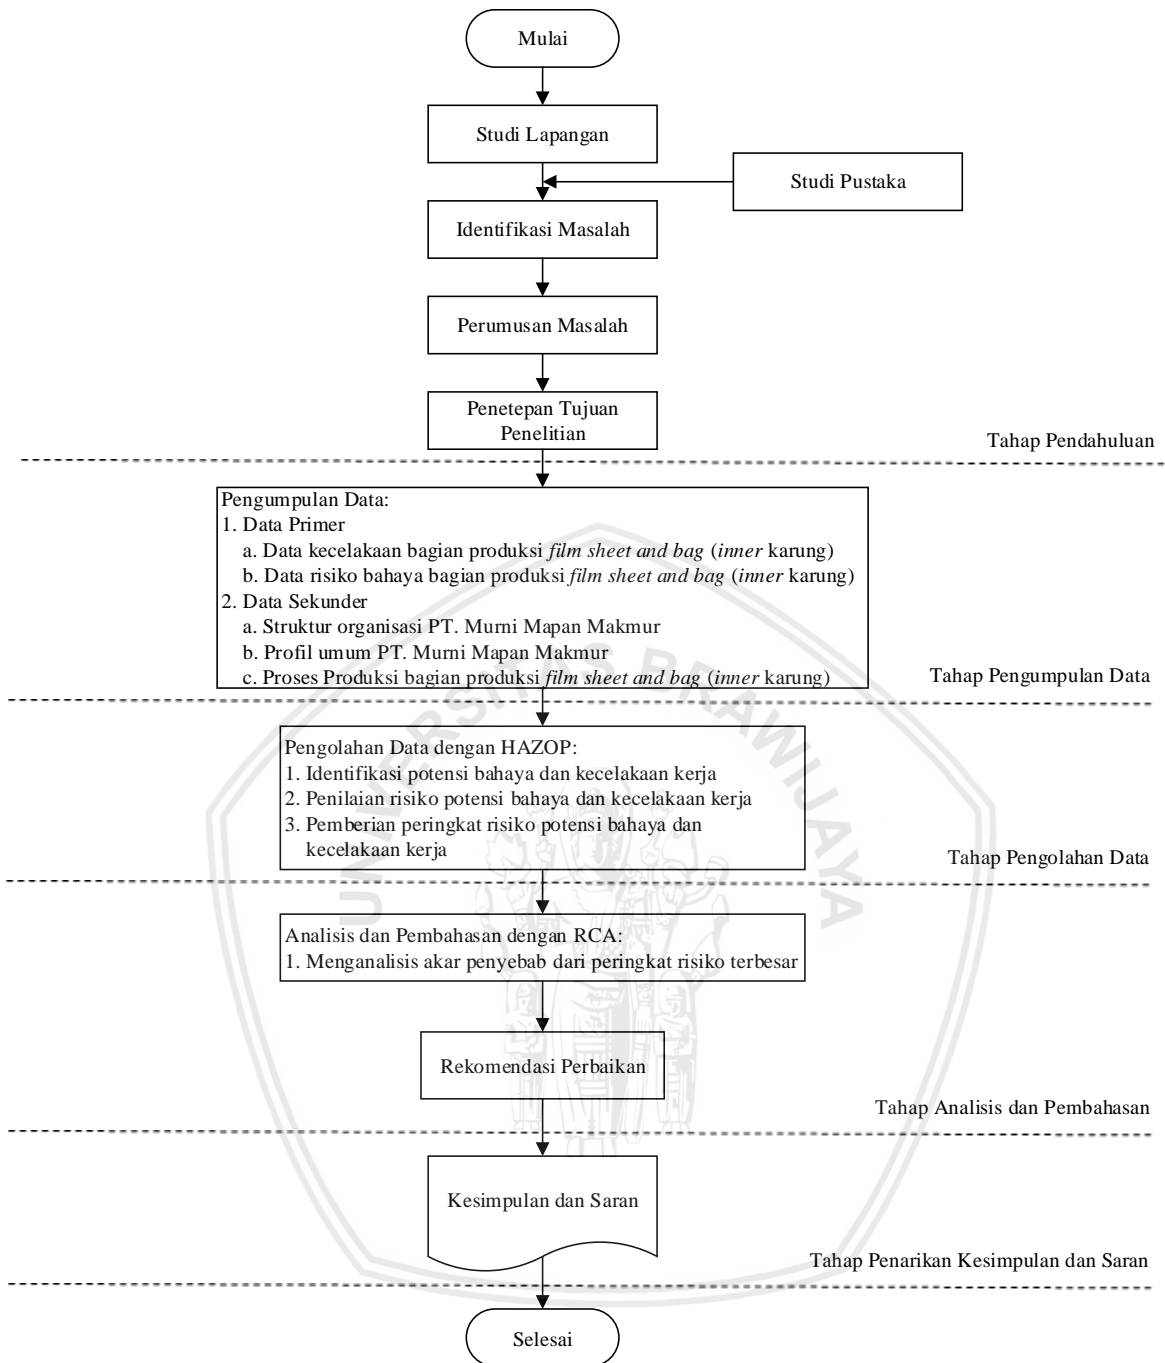 Mulai
Studi Lapangan
Studi Pustaka
Identifikasi Masalah
Perumusan Masalah
Penetepan Tujuan
Penelitian
Tahap Pendahuluan
Pengumpulan Data:
1. Data Primer
a. Data kecelakaan bagian produksi film sheet and bag (inner karung)
b. Data risiko bahaya bagian produksi film sheet and bag (inner karung)
2. Data Sekunder
a. Struktur organisasi PT. Murni Mapan Makmur
b. Profil umum PT. Murni Mapan Makmur
c. Proses Produksi bagian produksi film sheet and bag (inner karung)
Tahap Pengumpulan Data
Pengolahan Data dengan HAZOP:
1. Identifikasi potensi bahaya dan kecelakaan kerja
2. Penilaian risiko potensi bahaya dan kecelakaan kerja
3. Pemberian peringkat risiko potensi bahaya dan
kecelakaan kerja
Tahap Pengolahan Data
Analisis dan Pembahasan dengan RCA:
1. Menganalisis akar penyebab dari peringkat risiko terbesar
Rekomendasi Perbaikan
Tahap Analisis dan Pembahasan
Kesimpulan dan Saran
Tahap Penarikan Kesimpulan dan Saran
Selesai
UNIVERSITAS BRAWIJAYA